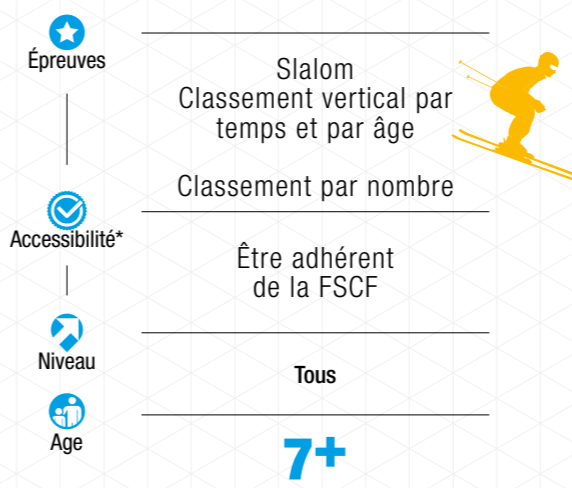 Épreuves
Slalom
Classement vertical par
temps et par âge
Classement par nombre
Accessibilité*
Être adhérent
de la FSCF
Niveau
Tous
Age
7+